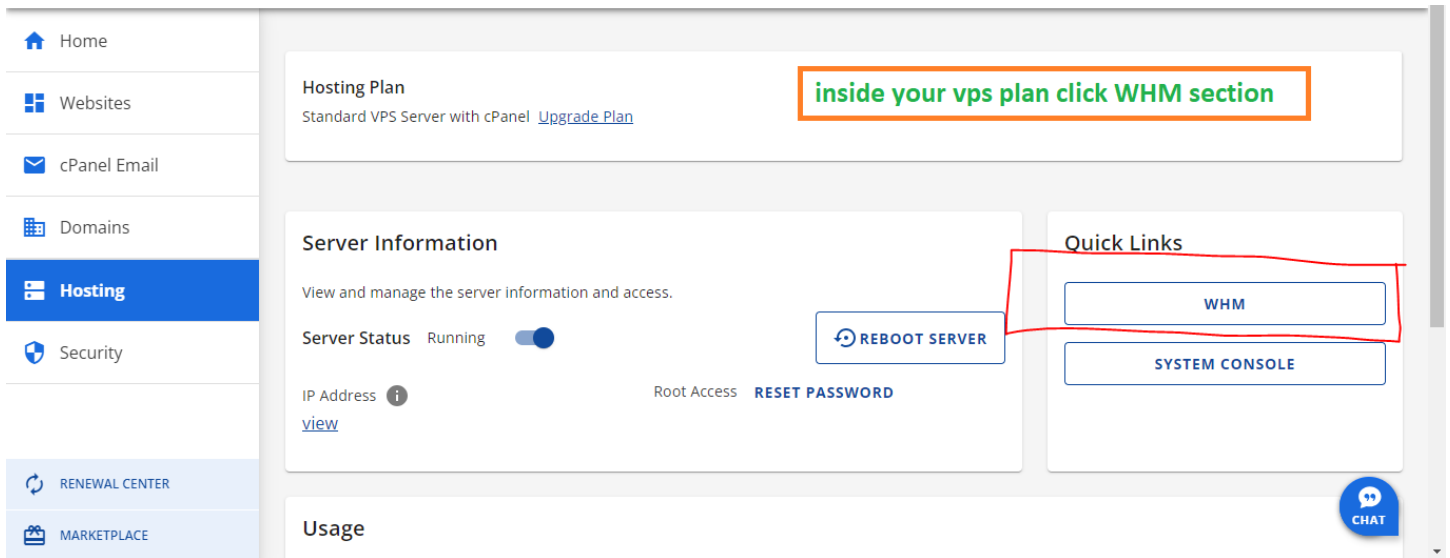 Home
Websites
cPanel Email
Domains
Hosting
Security
RENEWAL CENTER
MARKETPLACE
Hosting Plan
Standard VPS Server with cPanel Upgrade Plan
inside your vps plan click WHM section
Server Information
View and manage the server information and access.
Server Status Running
REBOOT SERVER
IP Address i
view
Root Access RESET PASSWORD
Quick Links
WHM
SYSTEM CONSOLE
Usage
CHAT